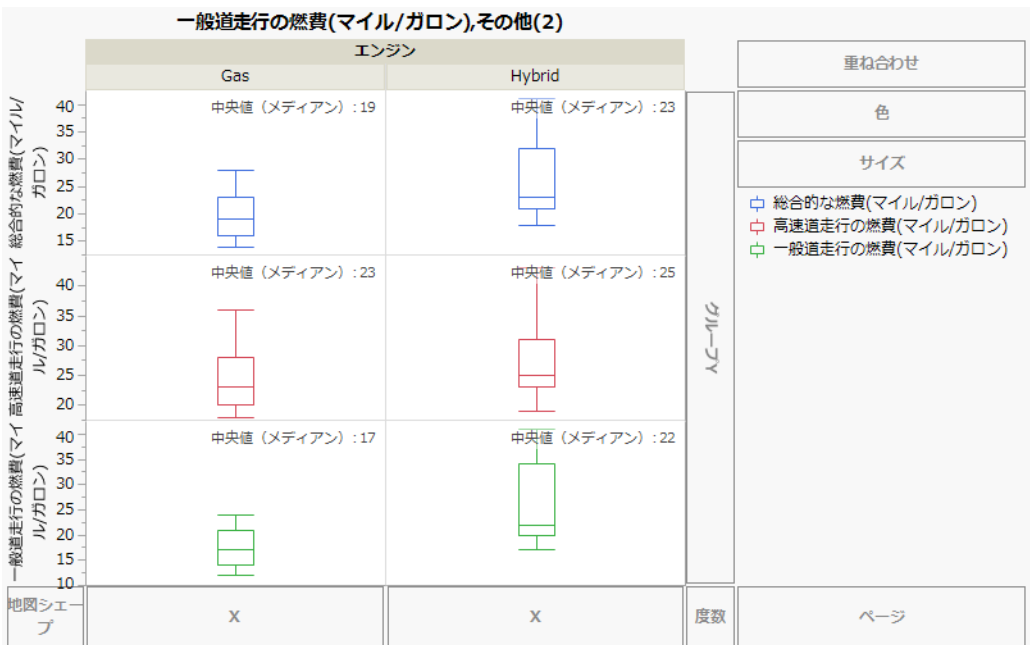 一般道走行の燃費(マイル/ガロン),その他(2)
エンジン
Gas
Hybrid
総合的な燃費(マイル/
ガロン)
40
35
30
25
20
15
中央値（メディアン）: 19
中央値（メディアン）: 23
高速道走行の燃費(マイ
ル/ガロン)
40
35
30
25
20
中央値（メディアン）: 23
中央値（メディアン）: 25
一般道走行の燃費(マイ
ル/ガロン)
40
35
30
25
20
15
10
中央値（メディアン）: 17
中央値（メディアン）: 22
グループY
重ね合わせ
色
サイズ
総合的な燃費(マイル/ガロン)
高速道走行の燃費(マイル/ガロン)
一般道走行の燃費(マイル/ガロン)
地図シェー
プ
X
X
度数
ページ